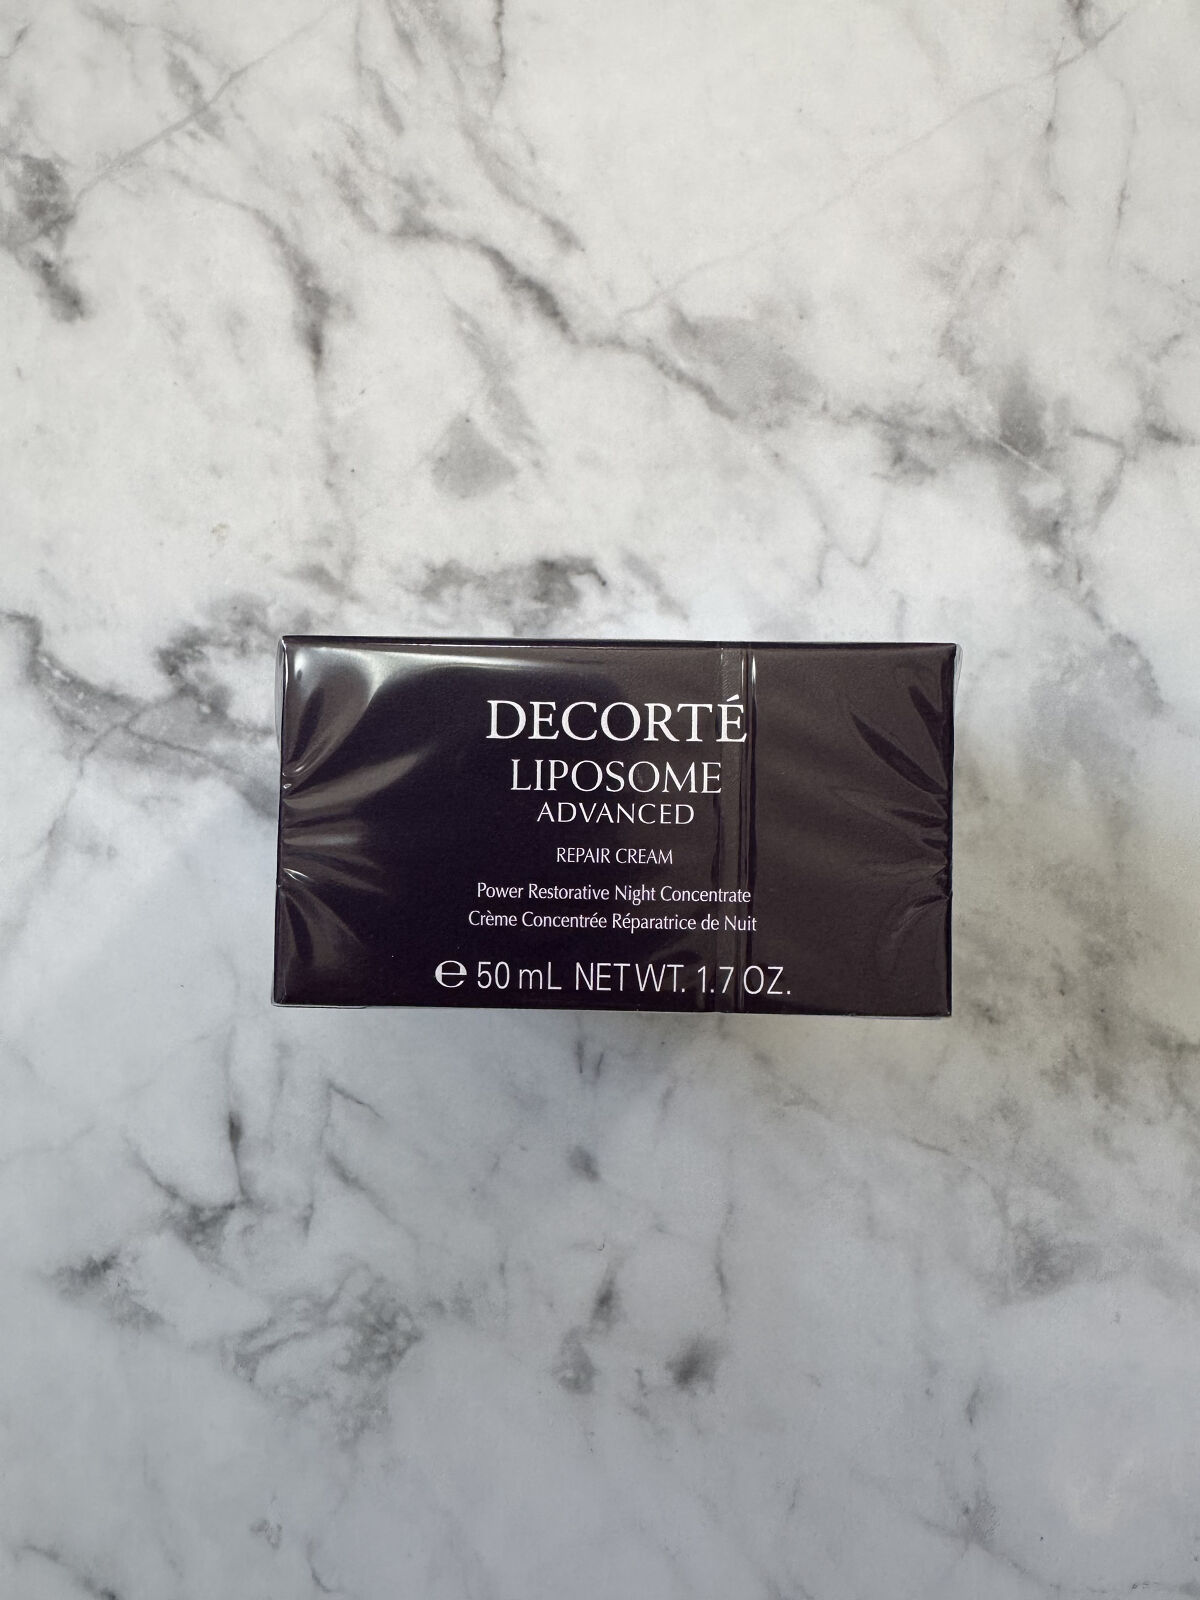 DECORTÉ
LIPOSOME
ADVANCED
REPAIR CREAM
Power Restorative Night Concentrate
Crème Concentrée Réparatrice de Nuit
℮ 50 mL NET WT. 1.7 OZ.